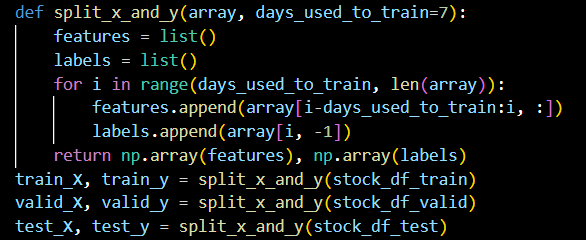 def split_x_and_y(array, days_used_to_train=7):
    features = list()
    labels = list()
    for i in range(days_used_to_train, len(array)):
        features.append(array[i-days_used_to_train:i, :])
        labels.append(array[i, -1])
    return np.array(features), np.array(labels)
train_X, train_y = split_x_and_y(stock_df_train)
valid_X, valid_y = split_x_and_y(stock_df_valid)
test_X, test_y = split_x_and_y(stock_df_test)